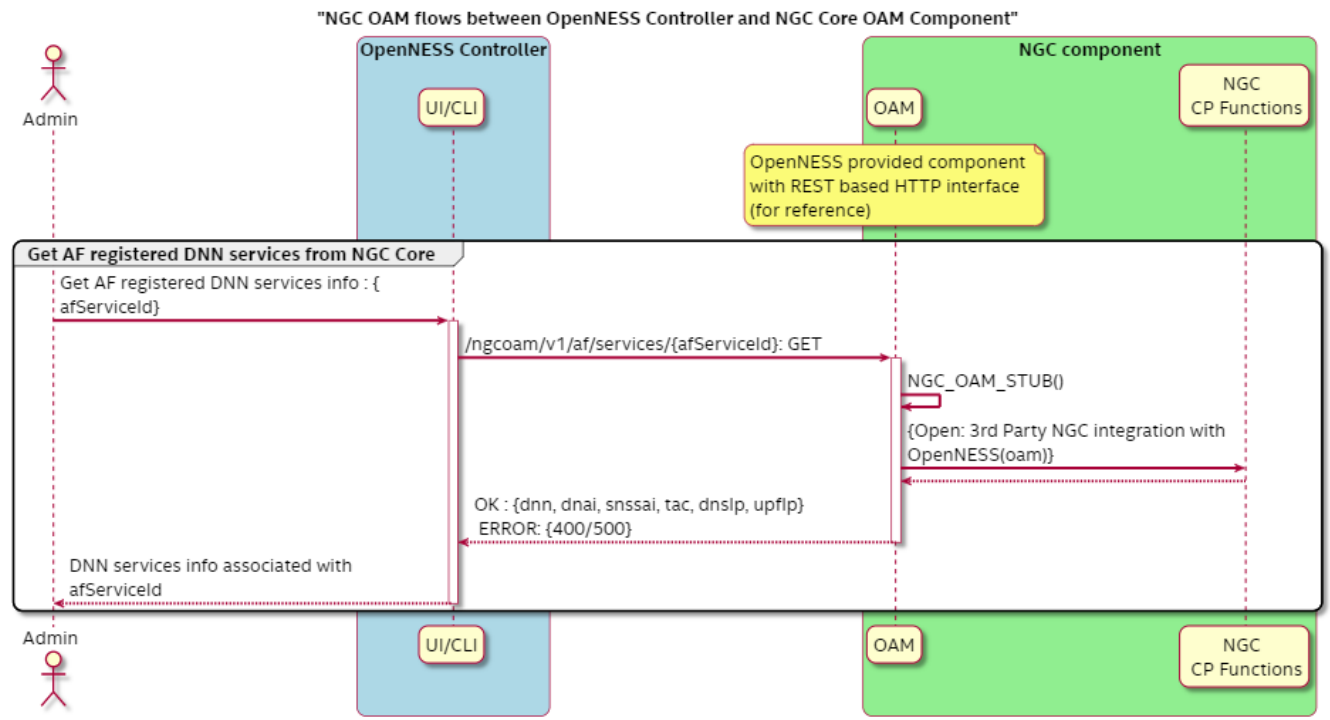 "NGC OAM flows between OpenNESS Controller and NGC Core OAM Component"
OpenNESS Controller
NGC component
Admin
UI/CLI
OAM
NGC
CP Functions
OpenNESS provided component
with REST based HTTP interface
(for reference)
Get AF registered DNN services from NGC Core
Get AF registered DNN services info : {
afServiceId}
/ngcoam/v1/af/services/{afServiceId}: GET
NGC_OAM_STUB()
{Open: 3rd Party NGC integration with
OpenNESS(oam)}
OK : {dnn, dnai, snssai, tac, dnsIp, upfIp}
ERROR: {400/500}
DNN services info associated with
afServiceId
Admin
UI/CLI
OAM
NGC
CP Functions